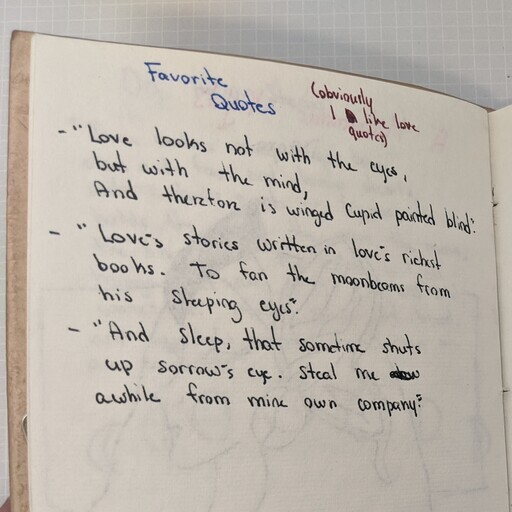 Favorite
Quotes
(obviously
I like love
quotes)
- "Love looks not with the eyes,
but with the mind,
And therefore is winged Cupid painted blind".
- "Love's stories written in love's richest
books. To fan the moonbeams from
his sleeping eyes".
- "And sleep, that sometime shuts
up sorrow's eye. Steal me
awhile from mine own company".